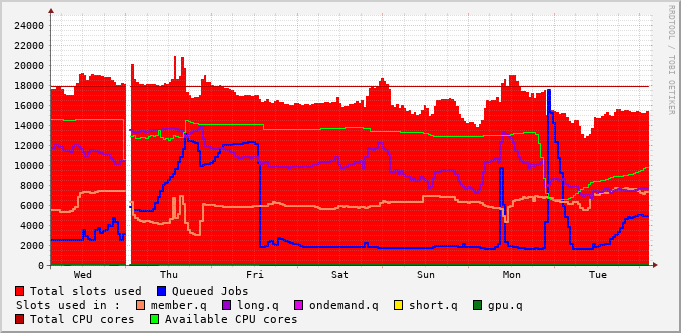 24000
22000
20000
18000
16000
14000
12000
10000
8000
6000
4000
2000
0
Wed Thu Fri Sat Sun Mon Tue
RRDTOOL / TOBI OETIKER
Total slots used Queued Jobs
Slots used in : member.q long.q ondemand.q short.q gpu.q
Total CPU cores Available CPU cores